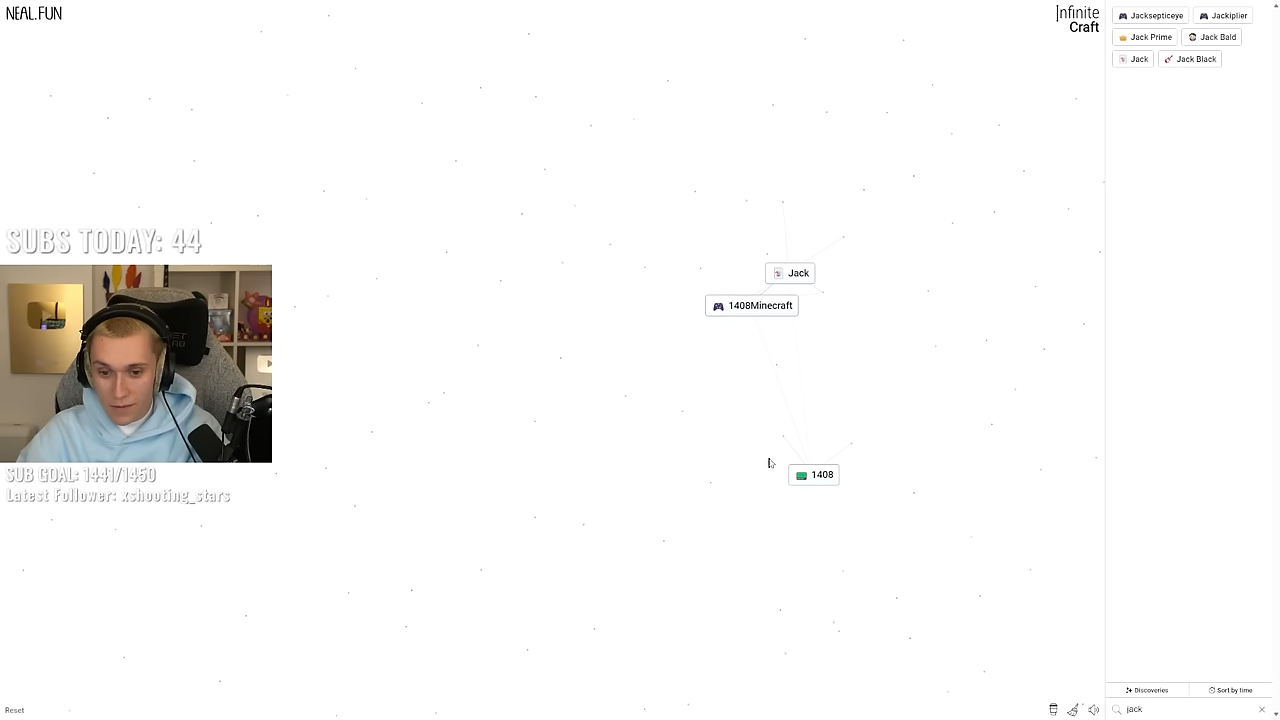 NEAL.FUN
Infinite
Craft
Jacksepticeye
Jackiplier
Jack Prime
Jack Bald
Jack
Jack Black
SUBS TODAY: 44
Jack
1408Minecraft
1408
SUB GOAL: 1441/1450
Latest Follower: xshooting_stars
Discoveries
Sort by time
Reset
jack